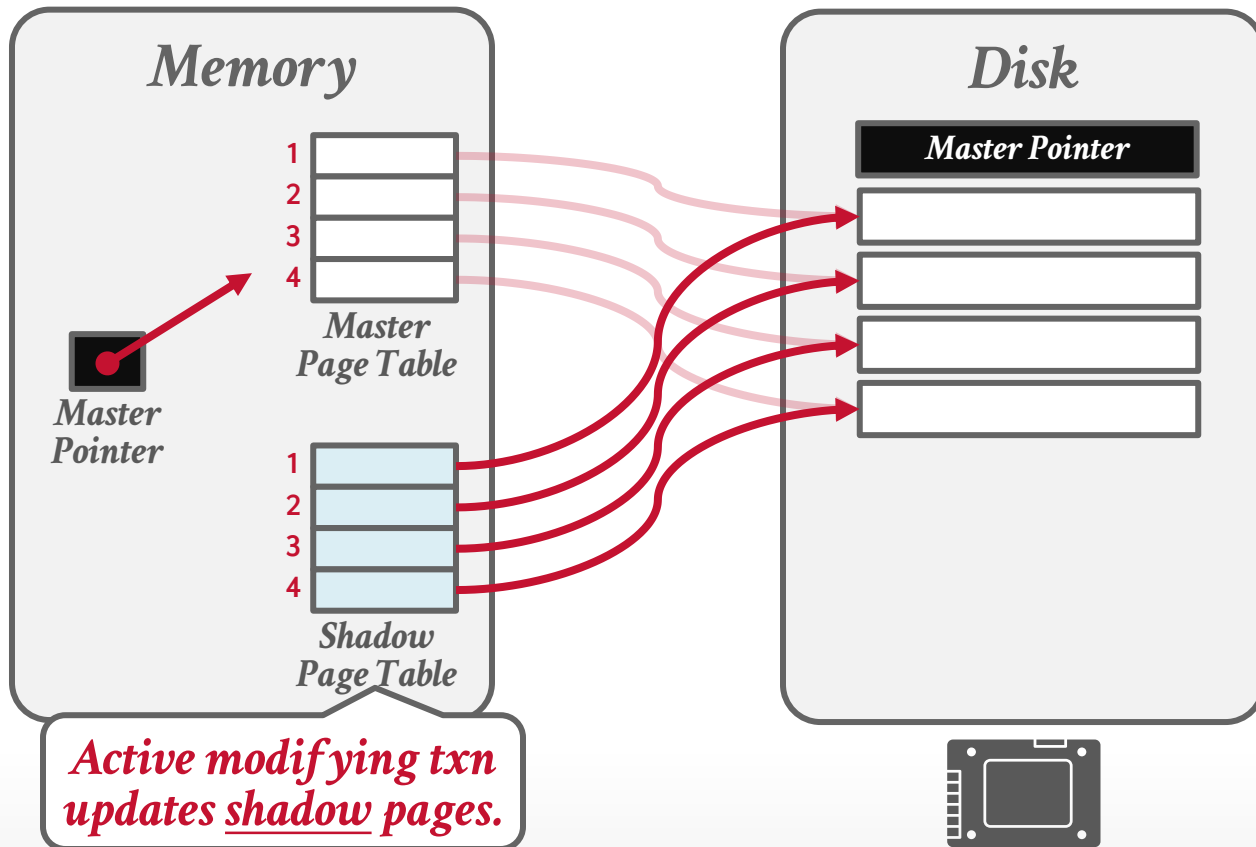 Memory
1
2
3
4
Master
Page Table
Master
Pointer
1
2
3
4
Shadow
Page Table
Active modifying txn
updates shadow pages.
Disk
Master Pointer